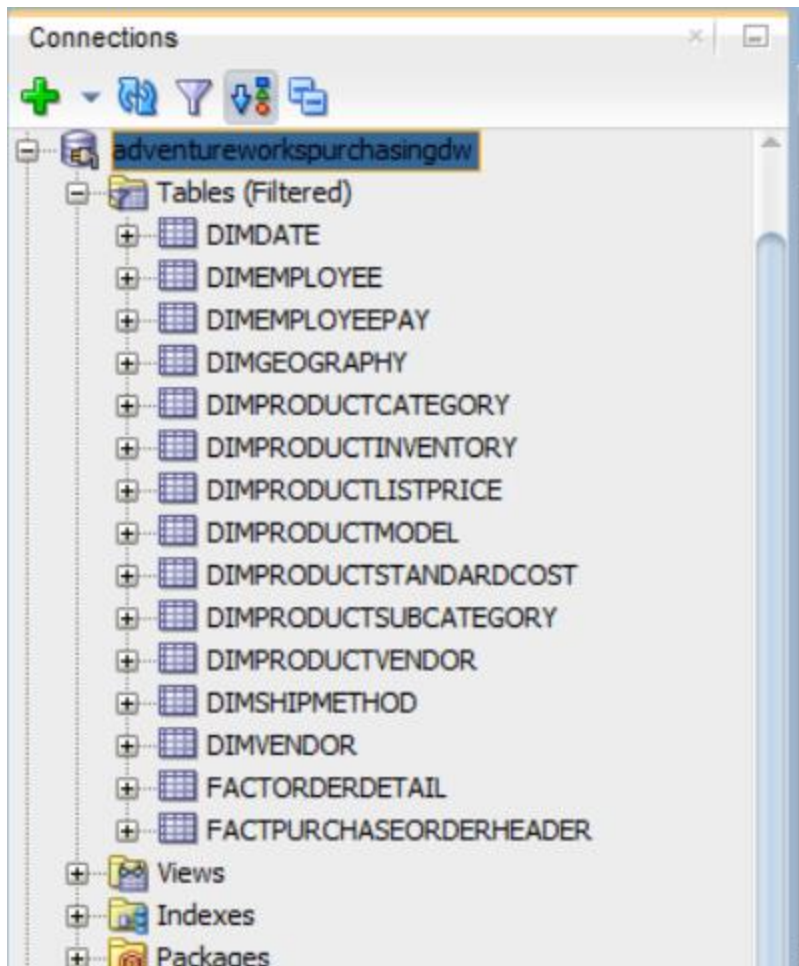 Connections
adventureworkspurchasingdw
Tables (Filtered)
DIMDATE
DIMEMPLOYEE
DIMEMPLOYEEPAY
DIMGEOGRAPHY
DIMPRODUCTCATEGORY
DIMPRODUCTINVENTORY
DIMPRODUCTLISTPRICE
DIMPRODUCTMODEL
DIMPRODUCTSTANDARDCOST
DIMPRODUCTSUBCATEGORY
DIMPRODUCTVENDOR
DIMSHIPMETHOD
DIMVENDOR
FACTORDERDETAIL
FACTPURCHASEORDERHEADER
Views
Indexes
Packages